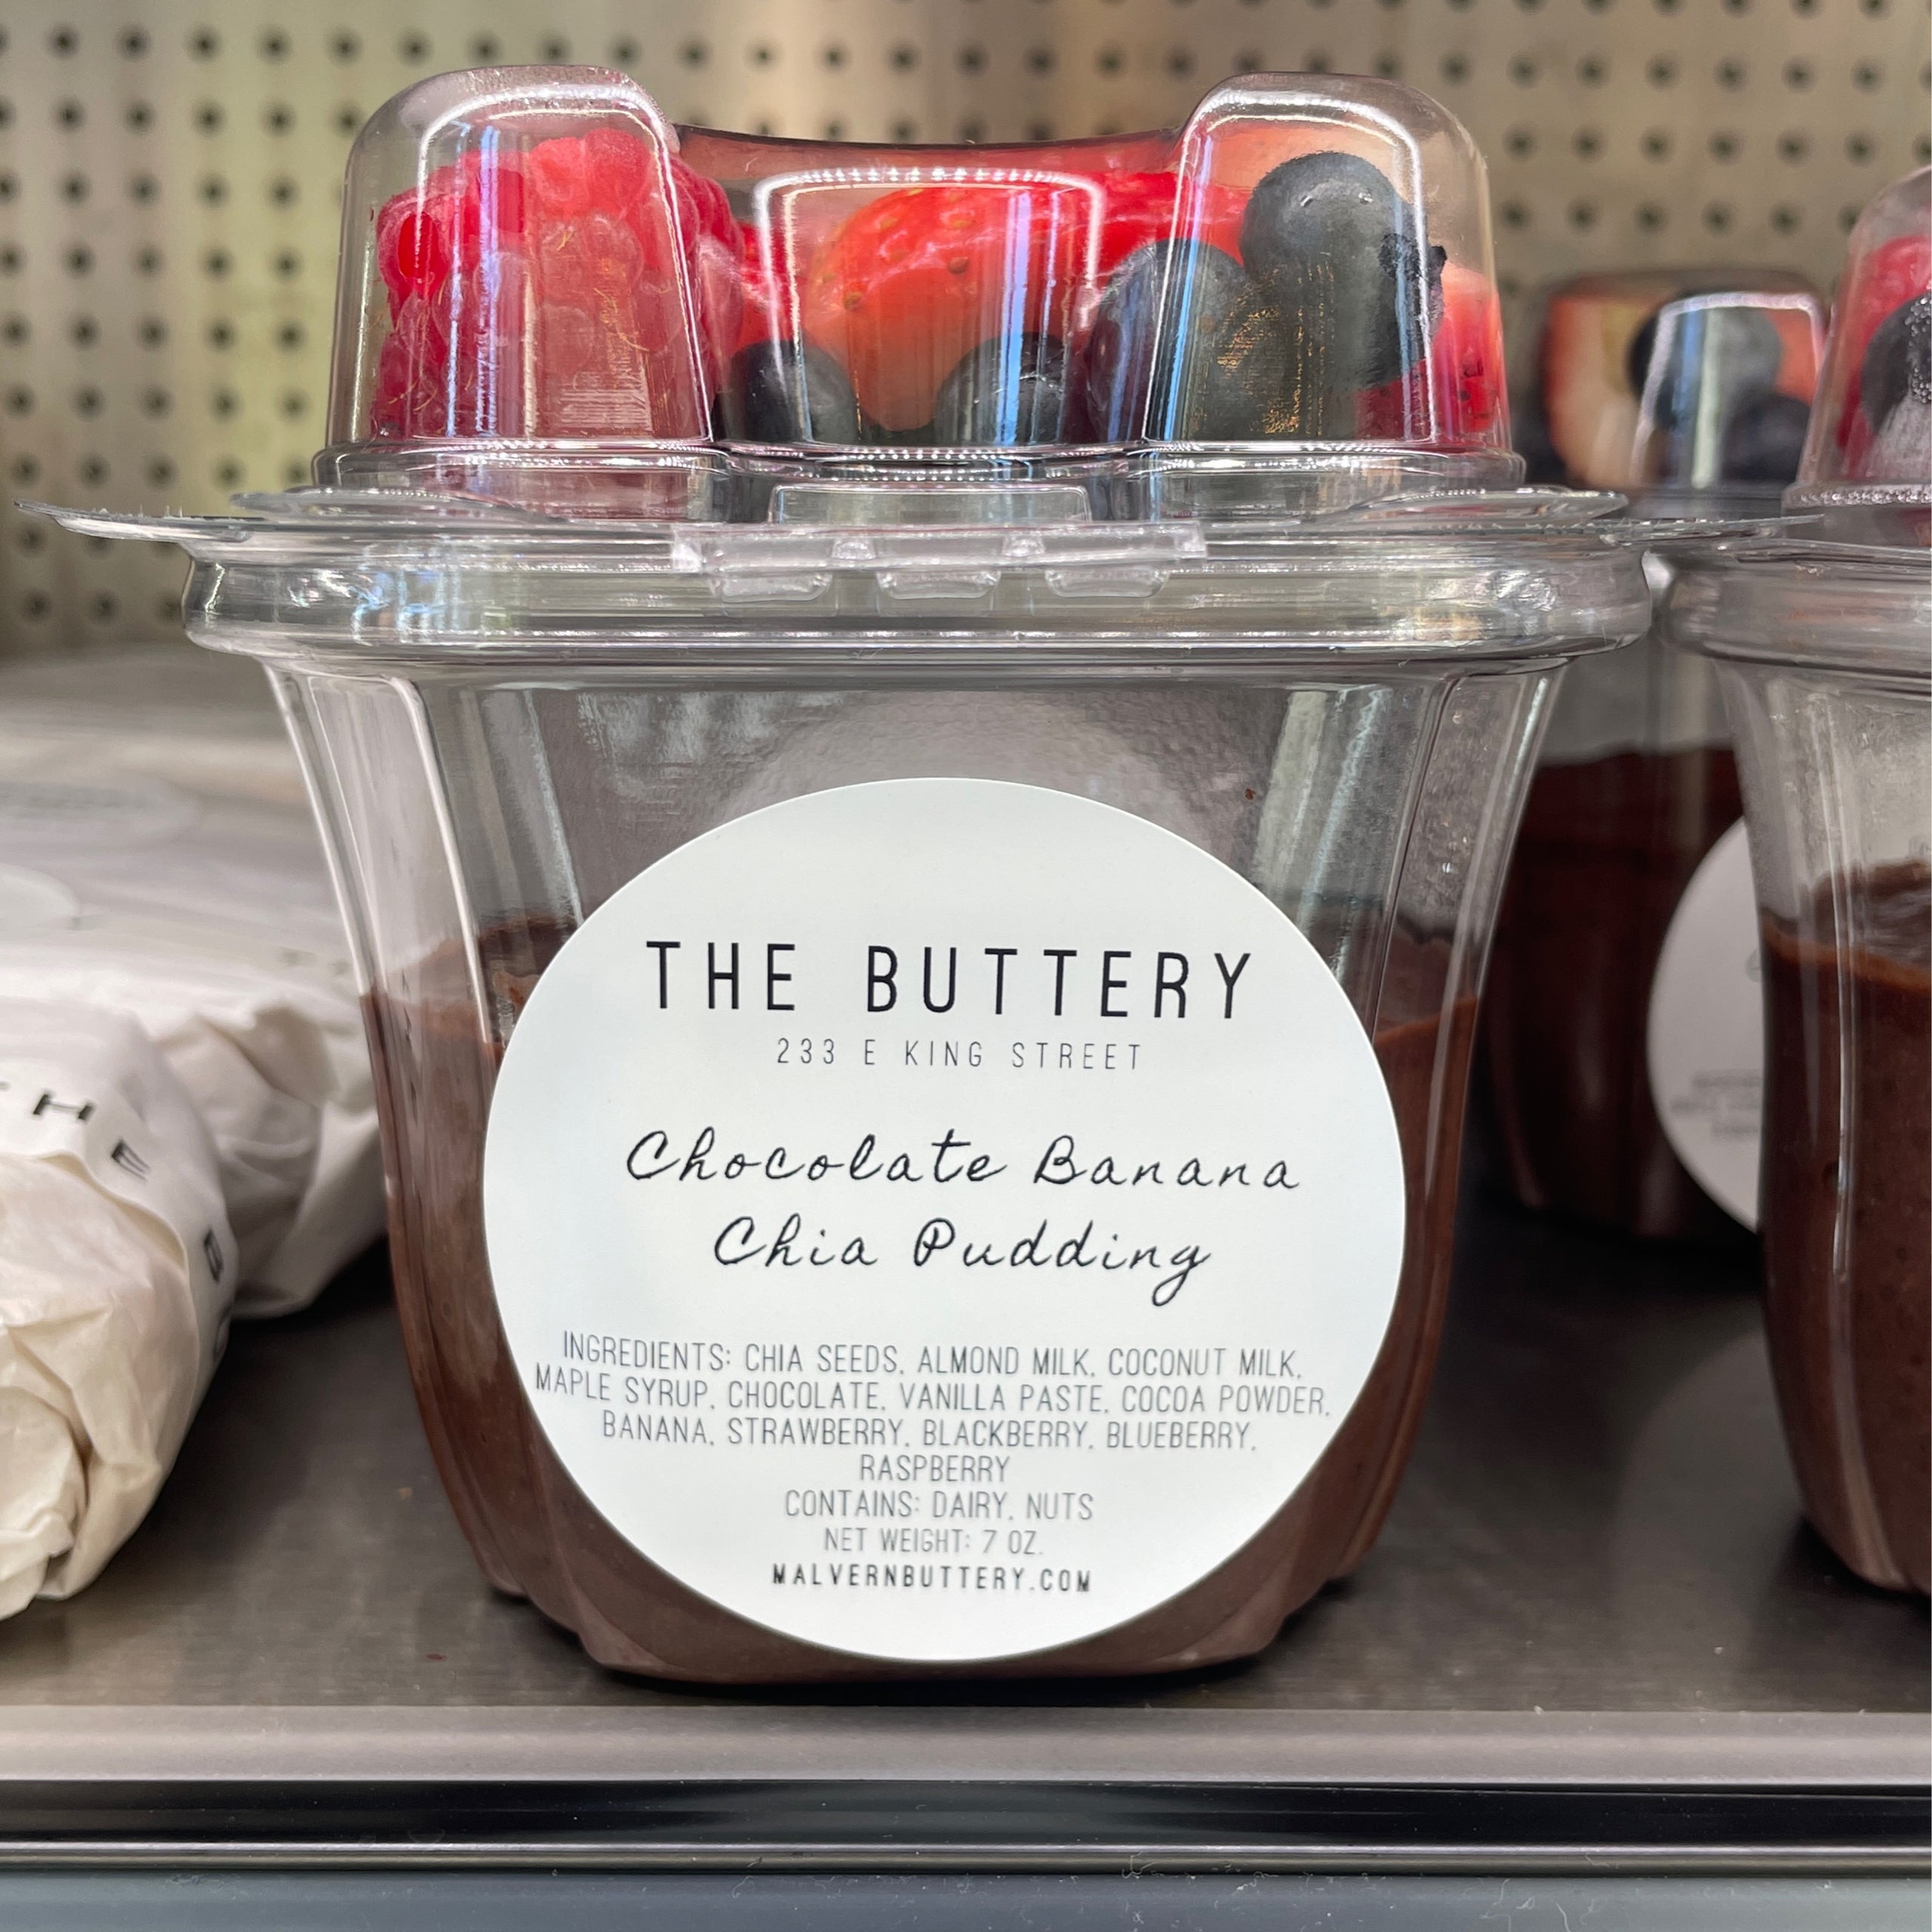 THE BUTTERY
233 E KING STREET
Chocolate Banana
Chia Pudding
INGREDIENTS: CHIA SEEDS, ALMOND MILK, COCONUT MILK,
MAPLE SYRUP, CHOCOLATE, VANILLA PASTE, COCOA POWDER,
BANANA, STRAWBERRY, BLACKBERRY, BLUEBERRY,
RASPBERRY
CONTAINS: DAIRY, NUTS
NET WEIGHT: 7 OZ.
MALVERNBUTTERY.COM